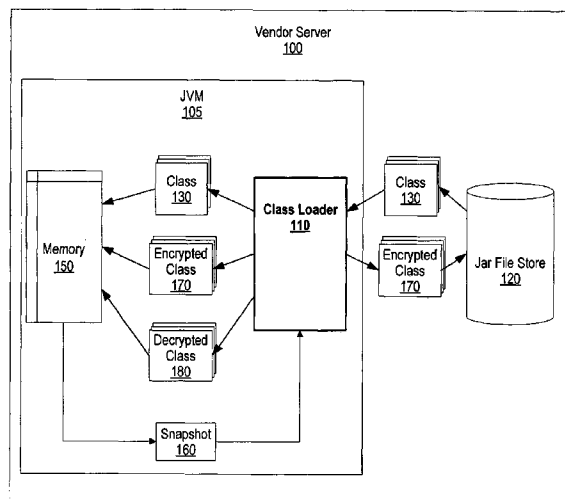 Vendor Server
100
JVM
105
Class
130
Class
130
Class Loader
110
Memory
150
Encrypted
Class
170
Encrypted
Class
170
Jar File Store
120
Decrypted
Class
180
Snapshot
160